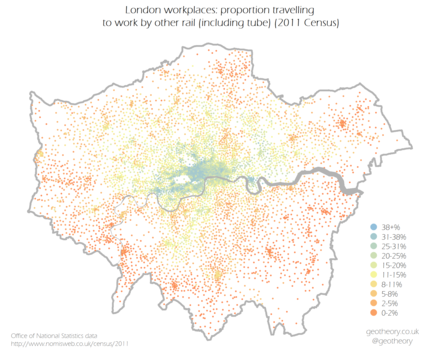 London workplaces: proportion travelling
to work by other rail (including tube) (2011 Census)
38+%
31-38%
25-31%
20-25%
15-20%
11-15%
8-11%
5-8%
2-5%
0-2%
Office of National Statistics data
http://www.nomisweb.co.uk/census/2011
geotheory.co.uk
@geotheory